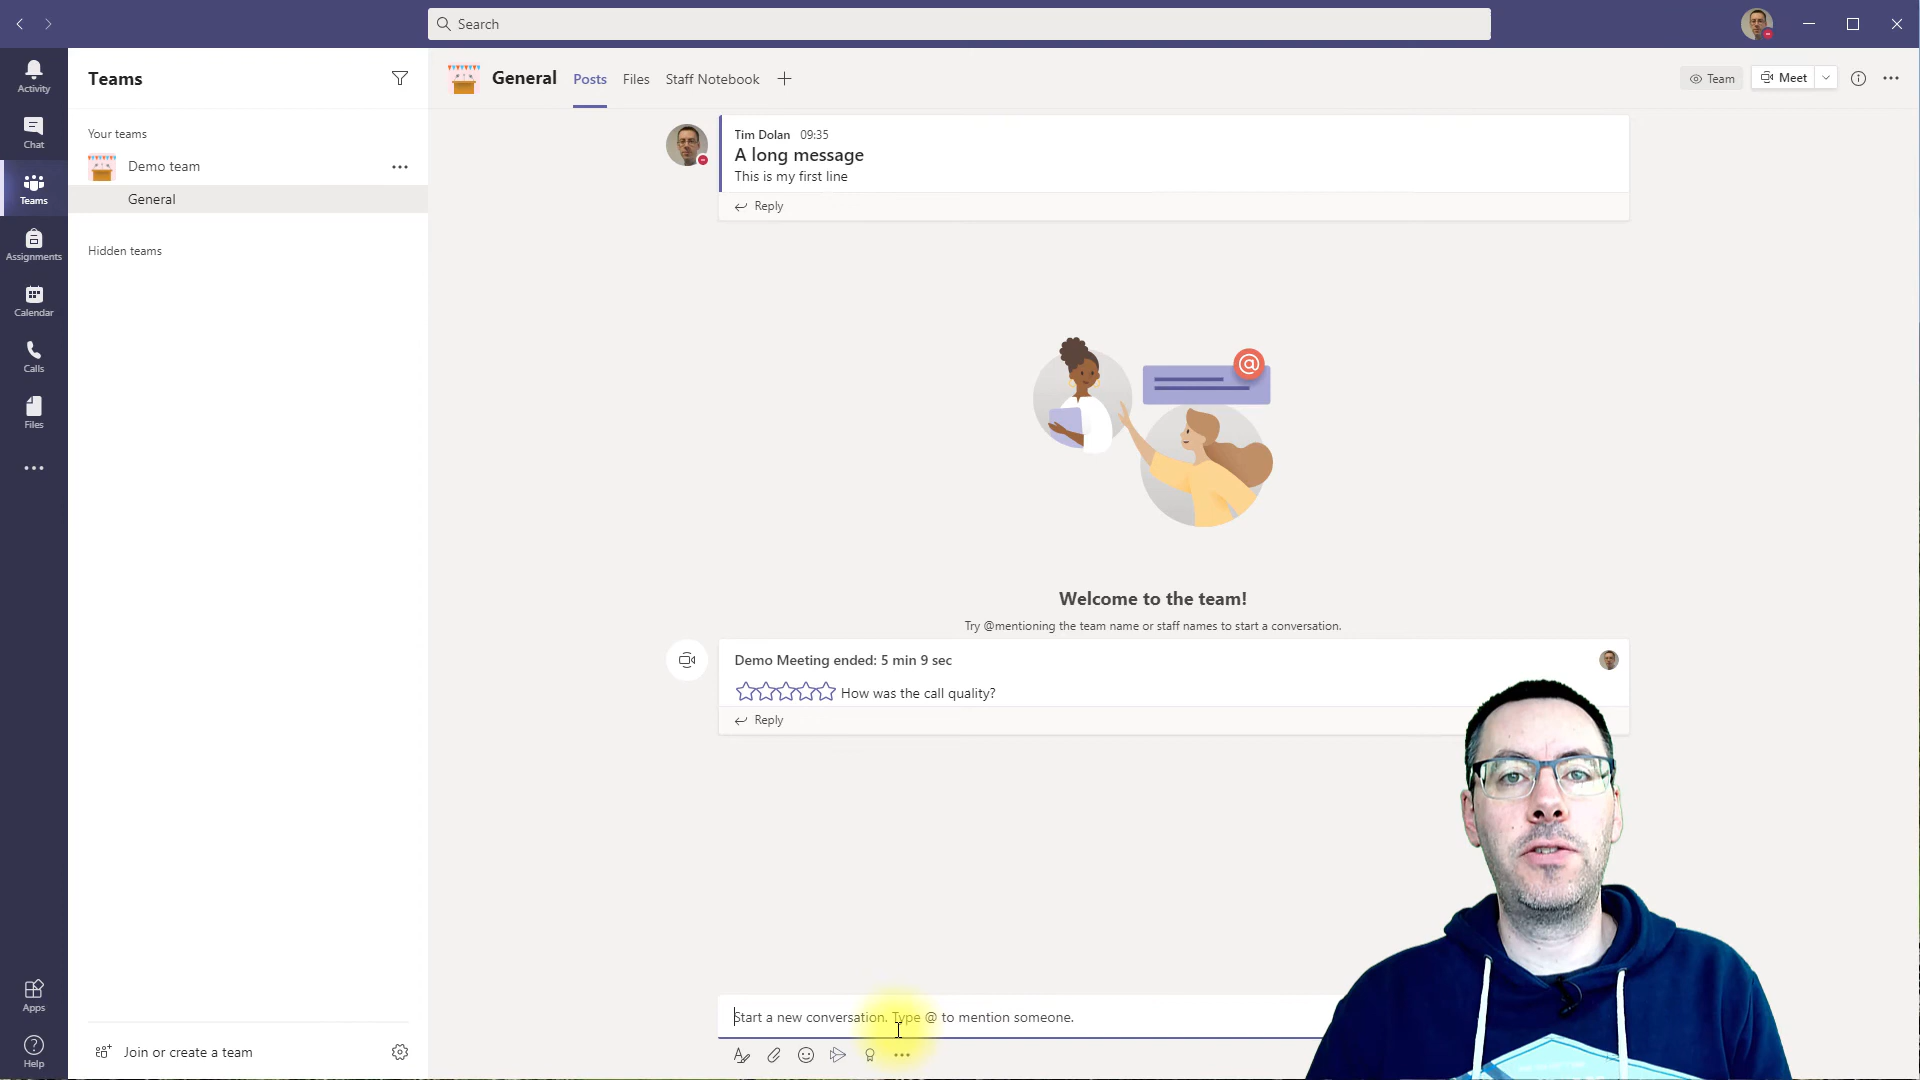 Search
Activity
Chat
Teams
Assignments
Calendar
Calls
Files
Apps
Help
Teams
Your teams
Demo team
General
Hidden teams
Join or create a team
General
Posts
Files
Staff Notebook
Team
Meet
Tim Dolan 09:35
A long message
This is my first line
Reply
@
Welcome to the team!
Try @mentioning the team name or staff names to start a conversation.
Demo Meeting ended: 5 min 9 sec
How was the call quality?
Reply
Start a new conversation. Type @ to mention someone.